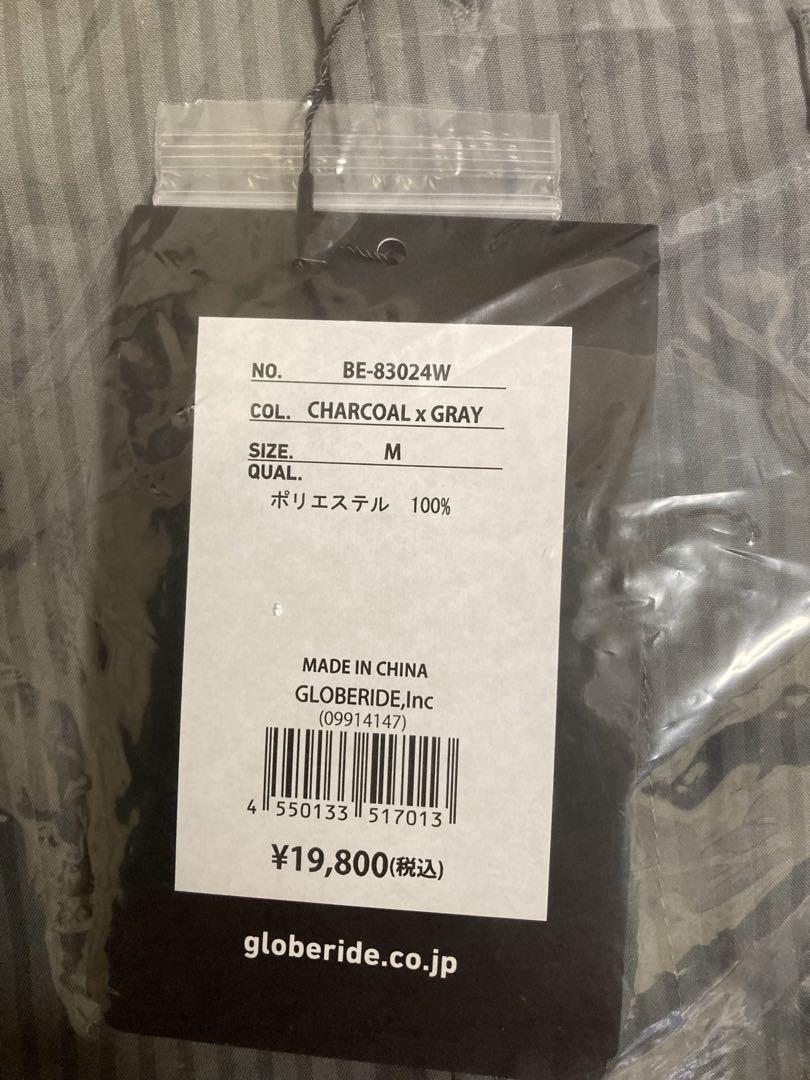 NO. BE-83024W
COL. CHARCOAL x GRAY
SIZE. M
QUAL.
ポリエステル 100%
MADE IN CHINA
GLOBERIDE,Inc
(09914147)
4 550133 517013
¥19,800(税込)
globeride.co.jp